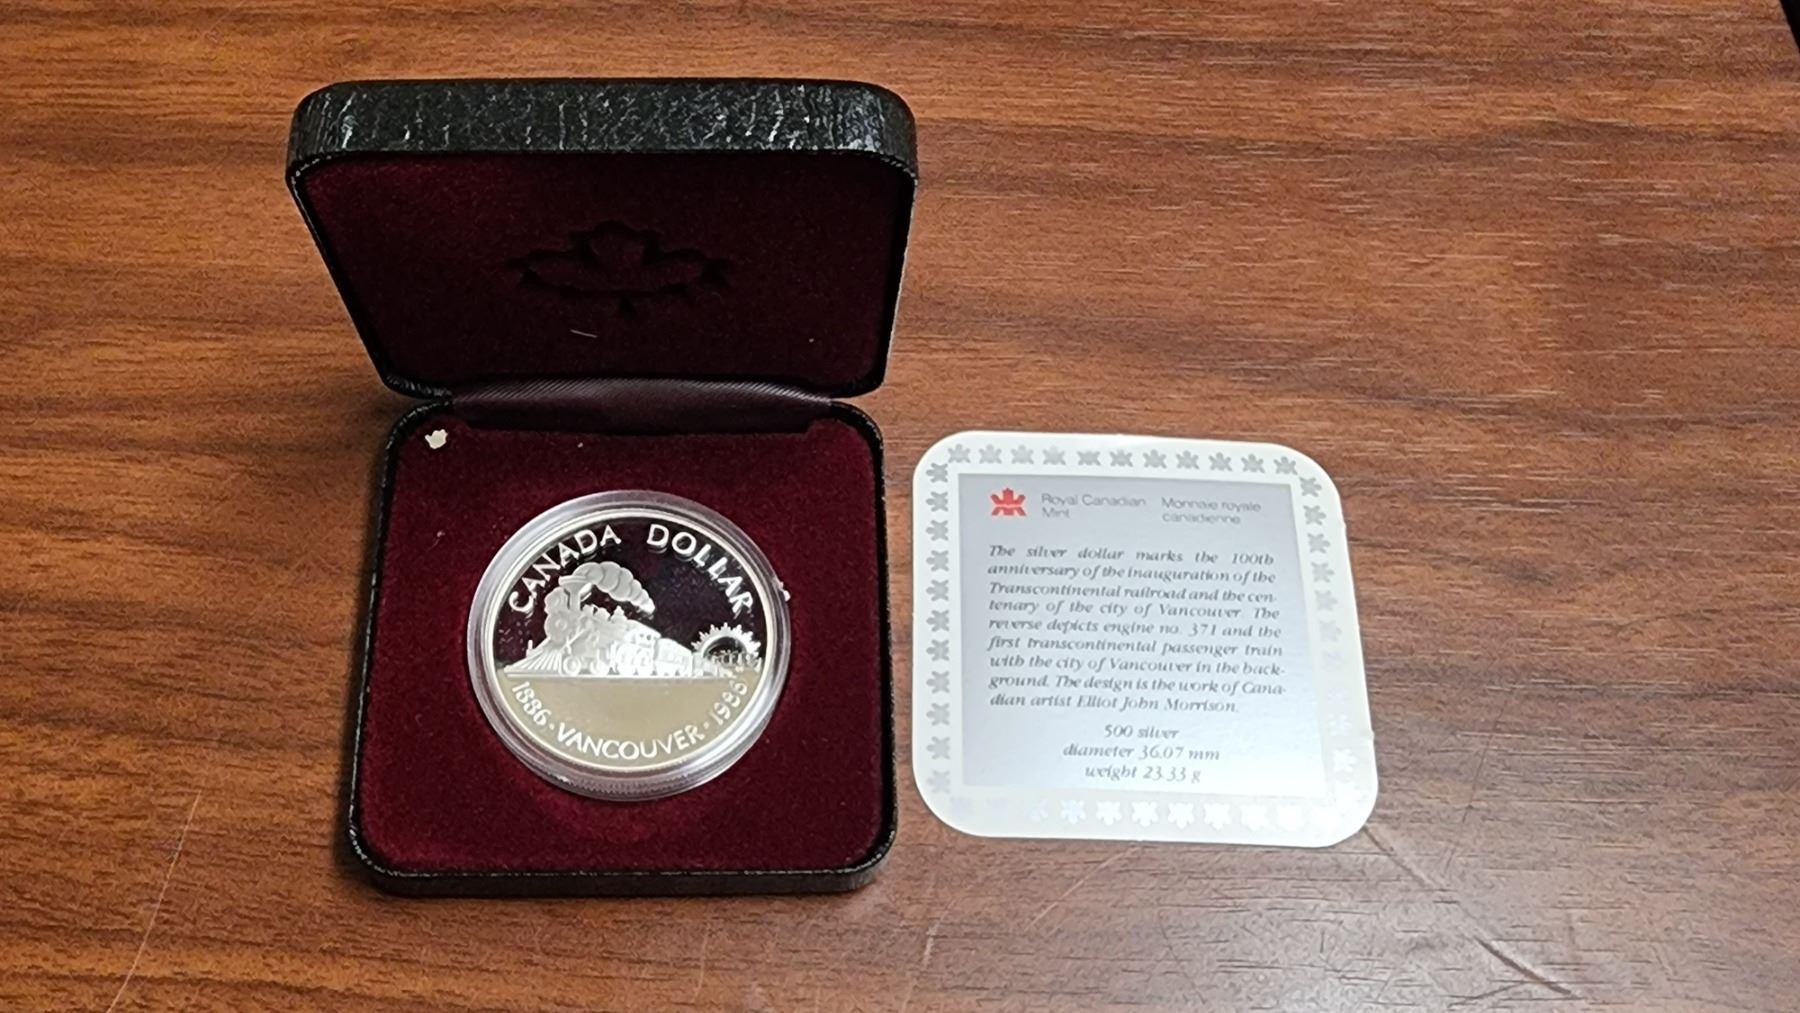 CANADA DOLLAR
1886 · VANCOUVER · 1986
Royal Canadian
Mint
Monnaie royale
canadienne
The silver dollar marks the 100th
anniversary of the inauguration of the
Transcontinental railroad and the cen-
tenary of the city of Vancouver. The
reverse depicts engine no. 371 and the
first transcontinental passenger train
with the city of Vancouver in the back-
ground. The design is the work of Cana-
dian artist Elliot John Morrison.
500 silver
diameter 36.07 mm
weight 23.33 g